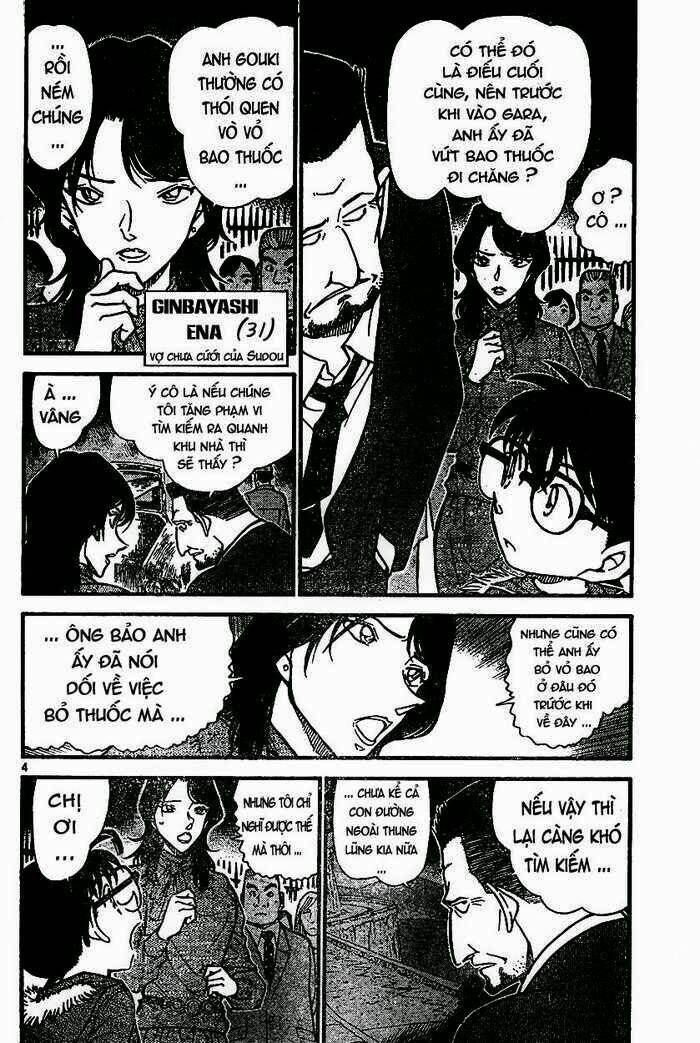 CÓ THỂ ĐÓ
LÀ ĐIẾU CUỐI
CÙNG, NÊN TRƯỚC
KHI VÀO GARA,
ANH ẤY ĐÃ
VỨT BAO THUỐC
ĐI CHĂNG ?
Ơ ?
CÔ ...
ANH GOUKI
THƯỜNG CÓ
THÓI QUEN
VÒ VỎ
BAO THUỐC
...
...
RỒI
NÉM
CHÚNG
...
GINBAYASHI
ENA (31)
VỢ CHƯA CƯỚI CỦA SUDOU
Ý CÔ LÀ NẾU CHÚNG
TÔI TĂNG PHẠM VI
TÌM KIẾM RA QUANH
KHU NHÀ THÌ
SẼ THẤY ?
À ...
VÂNG
NHƯNG CŨNG CÓ
THỂ ANH ẤY
BỎ VỎ BAO
Ở ĐÂU ĐÓ
TRƯỚC KHI
VỀ ĐÂY ...
... ÔNG BẢO ANH
ẤY ĐÃ NÓI
DỐI VỀ VIỆC
BỎ THUỐC MÀ ...
4
NẾU VẬY THÌ
LẠI CÀNG KHÓ
TÌM KIẾM ...
... CHƯA KỂ CẢ
CON ĐƯỜNG
NGOÀI THUNG
LŨNG KIA NỮA
...
NHƯNG TÔI CHỈ
NGHĨ ĐƯỢC THẾ
MÀ THÔI ...
CHỊ
ƠI
...